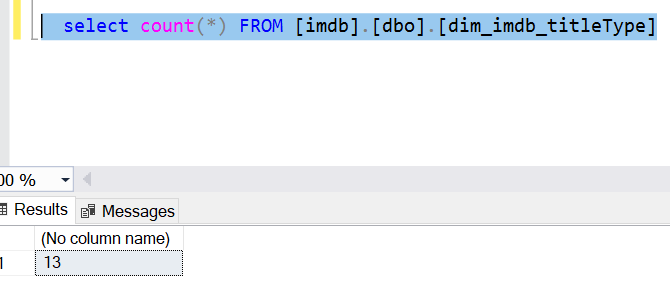 select count(*) FROM [imdb].[dbo].[dim_imdb_titleType]
00 %
Results Messages
(No column name)
1 13